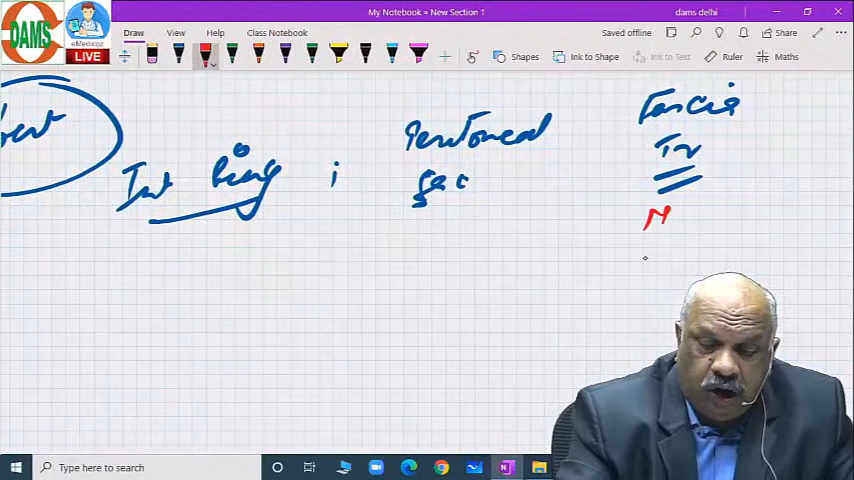 My Notebook » New Section 1
dams delhi
DAMS
eMedicoz
LIVE
Draw
View
Help
Class Notebook
Saved offline
Share
Shapes
Ink to Shape
Ink to Text
Ruler
Maths
Int Ring ;
Peritoneal
Sac
Fascia
Tr
N
Type here to search